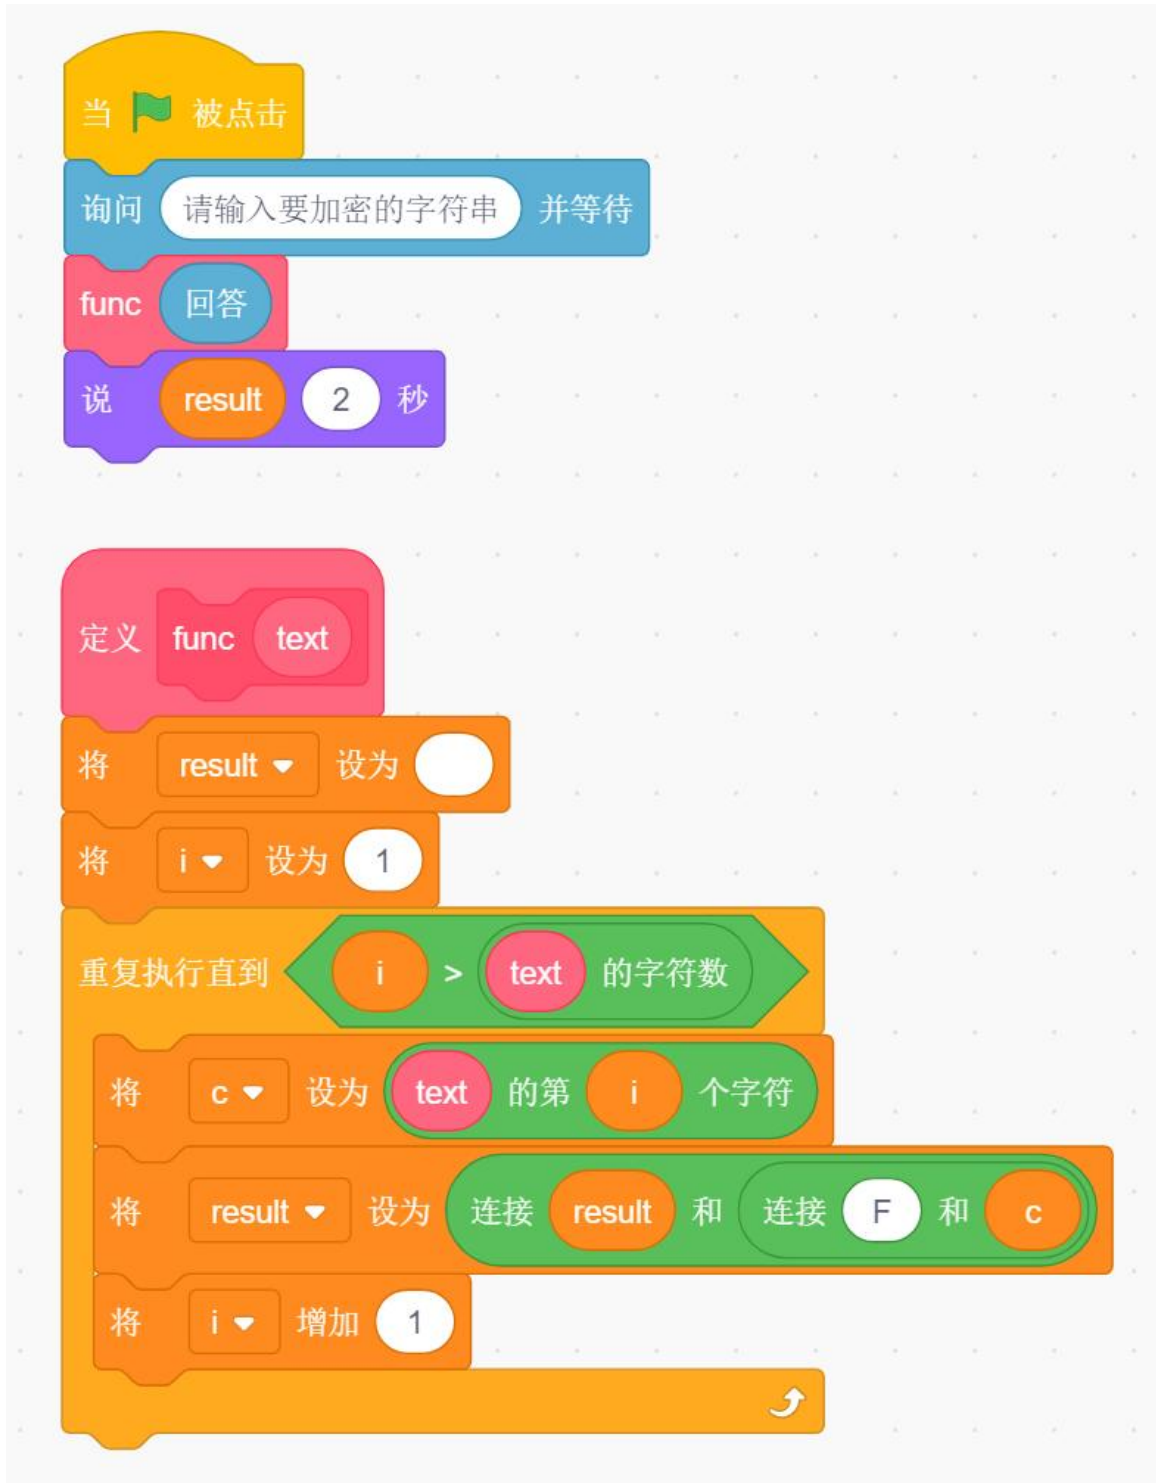 当 被点击
询问 请输入要加密的字符串 并等待
func 回答
说 result 2 秒
定义 func text
将 result 设为
将 i 设为 1
重复执行直到 i > text 的字符数
将 c 设为 text 的第 i 个字符
将 result 设为 连接 result 和 连接 F 和 c
将 i 增加 1